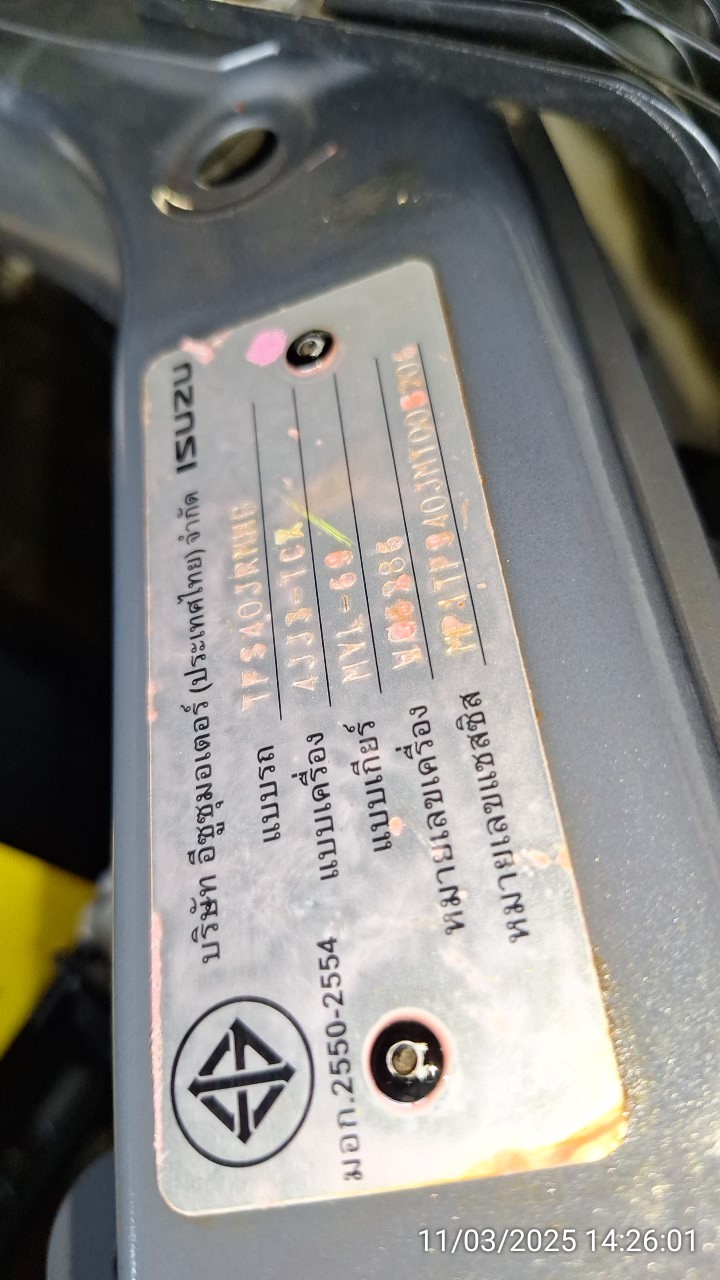 ISUZU
บริษัท อีซูซุมอเตอร์ (ประเทศไทย) จำกัด
แบบรถ TFS40JRMHG
แบบเครื่อง
แบบเกียร์ MVL-69
หมายเลขเครื่อง
หมายเลขแชสซิส
มอก.2550-2554
11/03/2025 14:26:01